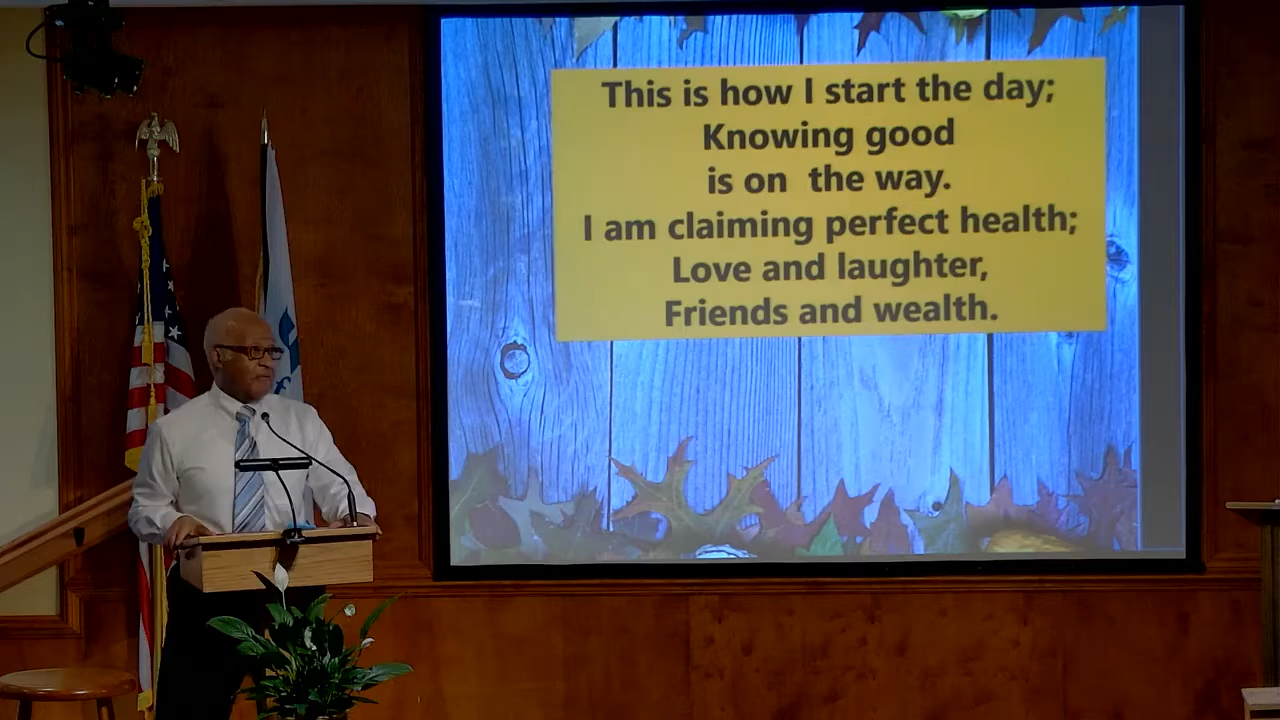 This is how I start the day;
Knowing good
is on  the way.
I am claiming perfect health;
Love and laughter,
Friends and wealth.